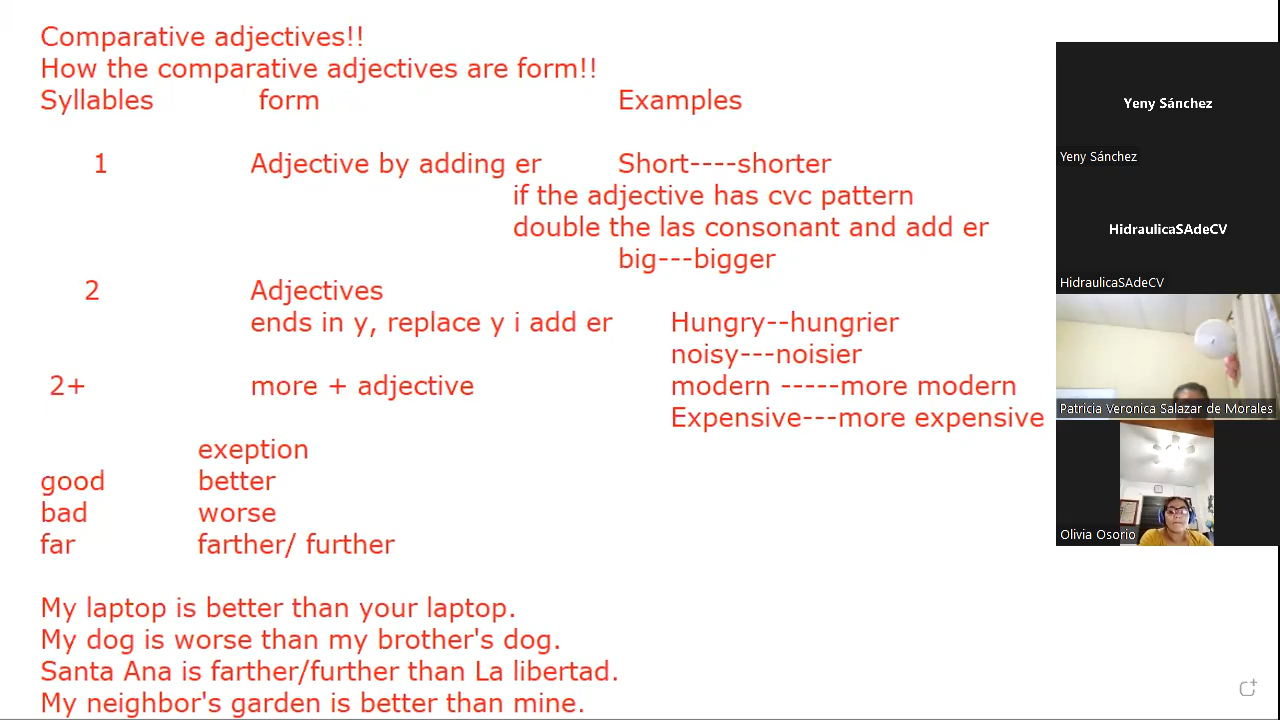 Comparative adjectives!!
How the comparative adjectives are form!!
Syllables form Examples
1 Adjective by adding er Short----shorter
if the adjective has cvc pattern
double the las consonant and add er
big---bigger
2 Adjectives
ends in y, replace y i add er Hungry--hungrier
noisy---noisier
2+ more + adjective modern -----more modern
Expensive---more expensive
exeption
good better
bad worse
far farther/ further
My laptop is better than your laptop.
My dog is worse than my brother's dog.
Santa Ana is farther/further than La libertad.
My neighbor's garden is better than mine.
Yeny Sánchez
Yeny Sánchez
HidraulicaSAdeCV
HidraulicaSAdeCV
Patricia Veronica Salazar de Morales
Olivia Osorio